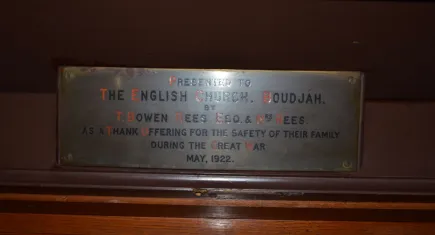 PRESENTED TO
THE ENGLISH CHURCH, BOUDJAH.
BY
T. BOWEN REES ESQ. & MRS REES
AS A THANK OFFERING FOR THE SAFETY OF THEIR FAMILY
DURING THE GREAT WAR
MAY, 1922.